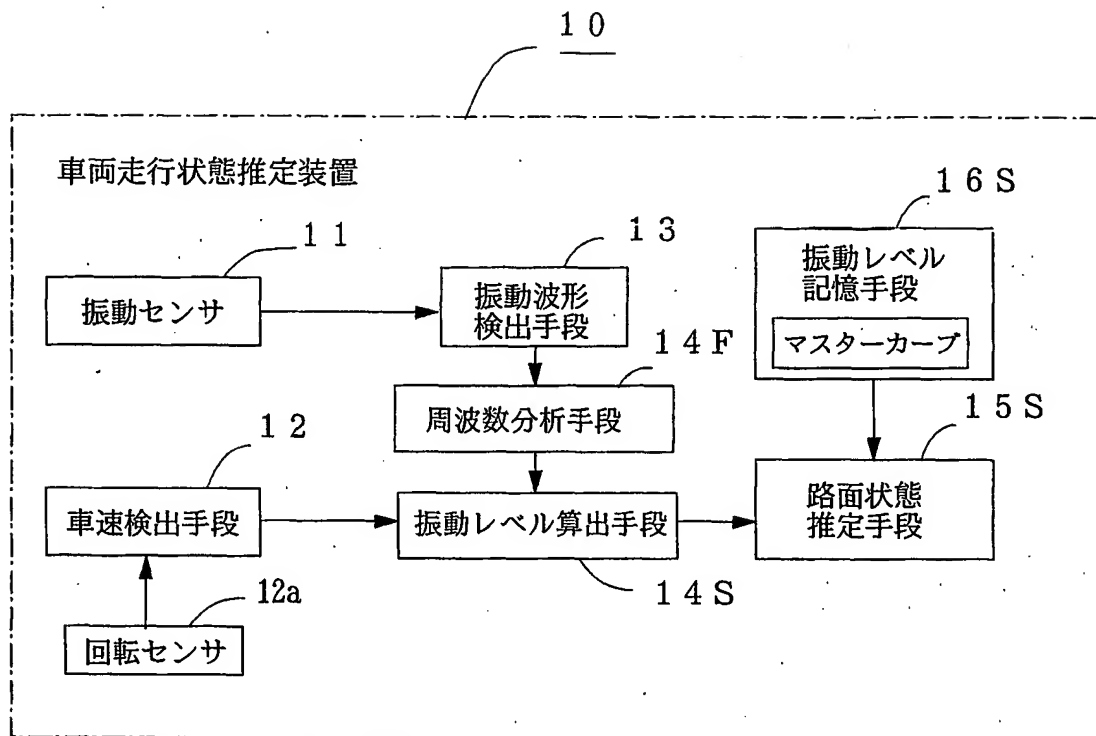 10
車両走行状態推定装置
11
振動センサ
13
振動波形
検出手段
16S
振動レベル
記憶手段
マスターカーブ
14F
周波数分析手段
12
車速検出手段
振動レベル算出手段
14S
15S
路面状態
推定手段
12a
回転センサ